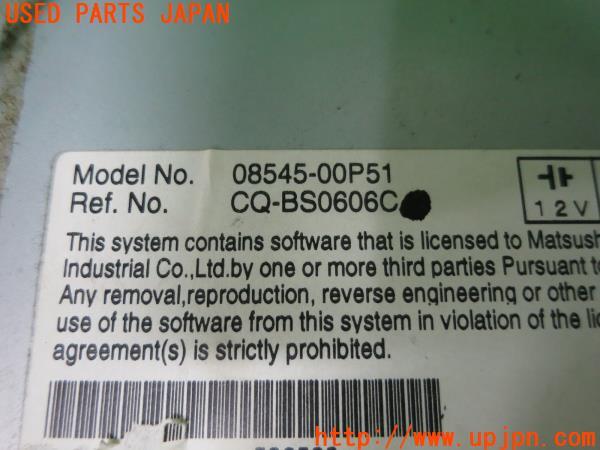 USED PARTS JAPAN
Model No. 08545-00P51
Ref. No. CQ-BS0606C
12V
This system contains software that is licensed to Matsush
Industrial Co.,Ltd.by one or more third parties Pursuant to
Any removal,reproduction, reverse engineering or other
use of the software from this system in violation of the lic
agreement(s) is strictly prohibited.
http://www.upjpn.com/